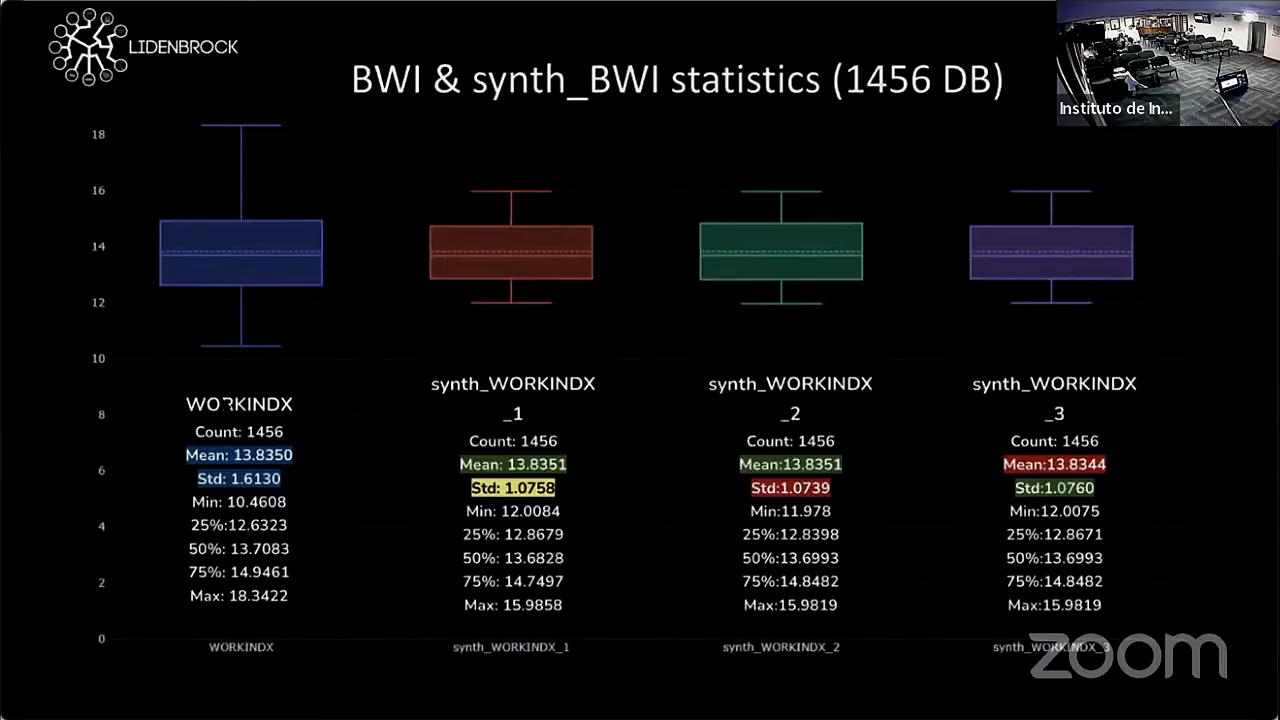 LIDENBROCK
BWI & synth_BWI statistics (1456 DB)
Instituto de In...
18
16
14
12
10
8
6
4
2
0
WORKINDX
Count: 1456
Mean: 13.8350
Std: 1.6130
Min: 10.4608
25%:12.6323
50%: 13.7083
75%: 14.9461
Max: 18.3422
synth_WORKINDX
_1
Count: 1456
Mean: 13.8351
Std: 1.0758
Min: 12.0084
25%: 12.8679
50%: 13.6828
75%: 14.7497
Max: 15.9858
synth_WORKINDX
_2
Count: 1456
Mean:13.8351
Std:1.0739
Min:11.978
25%:12.8398
50%:13.6993
75%:14.8482
Max:15.9819
synth_WORKINDX
_3
Count: 1456
Mean:13.8344
Std:1.0760
Min:12.0075
25%:12.8671
50%:13.6993
75%:14.8482
Max:15.9819
WORKINDX
synth_WORKINDX_1
synth_WORKINDX_2
synth_WORKINDX_3
zoom